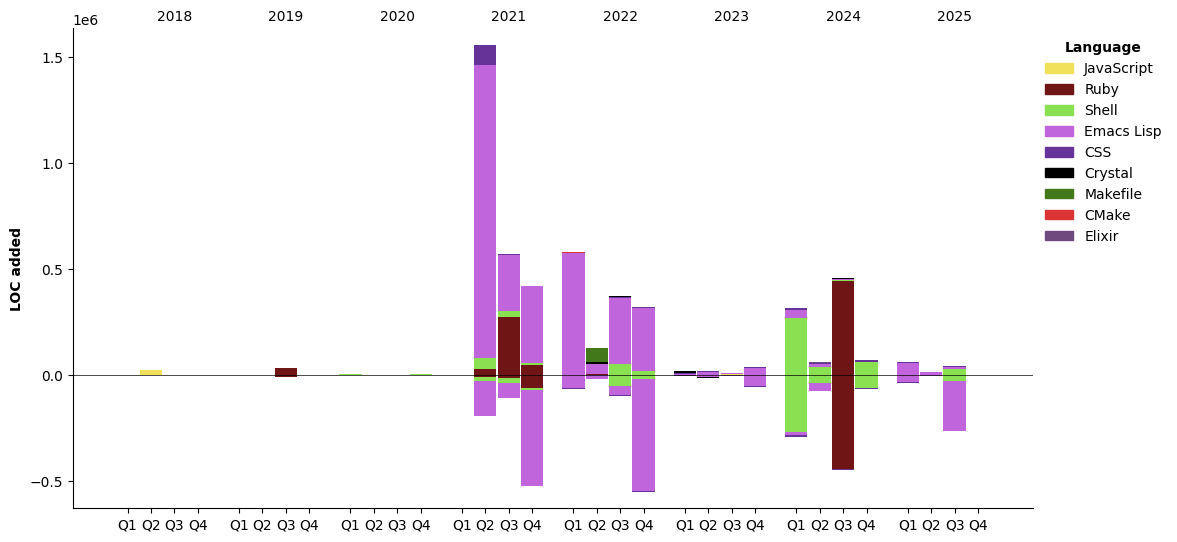 1e6
2018 2019 2020 2021 2022 2023 2024 2025
1.5
1.0
0.5
0.0
−0.5
LOC added
Q1 Q2 Q3 Q4 Q1 Q2 Q3 Q4 Q1 Q2 Q3 Q4 Q1 Q2 Q3 Q4 Q1 Q2 Q3 Q4 Q1 Q2 Q3 Q4 Q1 Q2 Q3 Q4 Q1 Q2 Q3 Q4
Language
JavaScript
Ruby
Shell
Emacs Lisp
CSS
Crystal
Makefile
CMake
Elixir